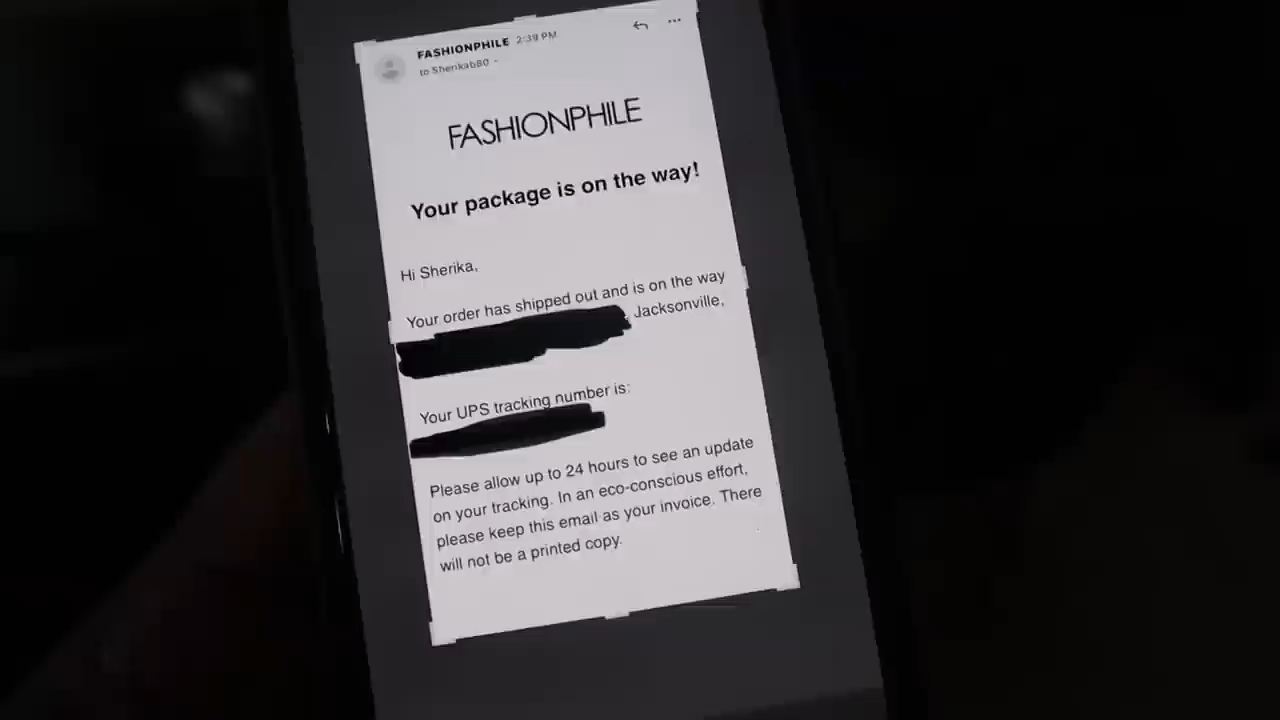 FASHIONPHILE 2:39 PM
to Sherikab80
FASHIONPHILE
Your package is on the way!
Hi Sherika,
Your order has shipped out and is on the way
, Jacksonville,
Your UPS tracking number is:
Please allow up to 24 hours to see an update
on your tracking. In an eco-conscious effort,
please keep this email as your invoice. There
will not be a printed copy.